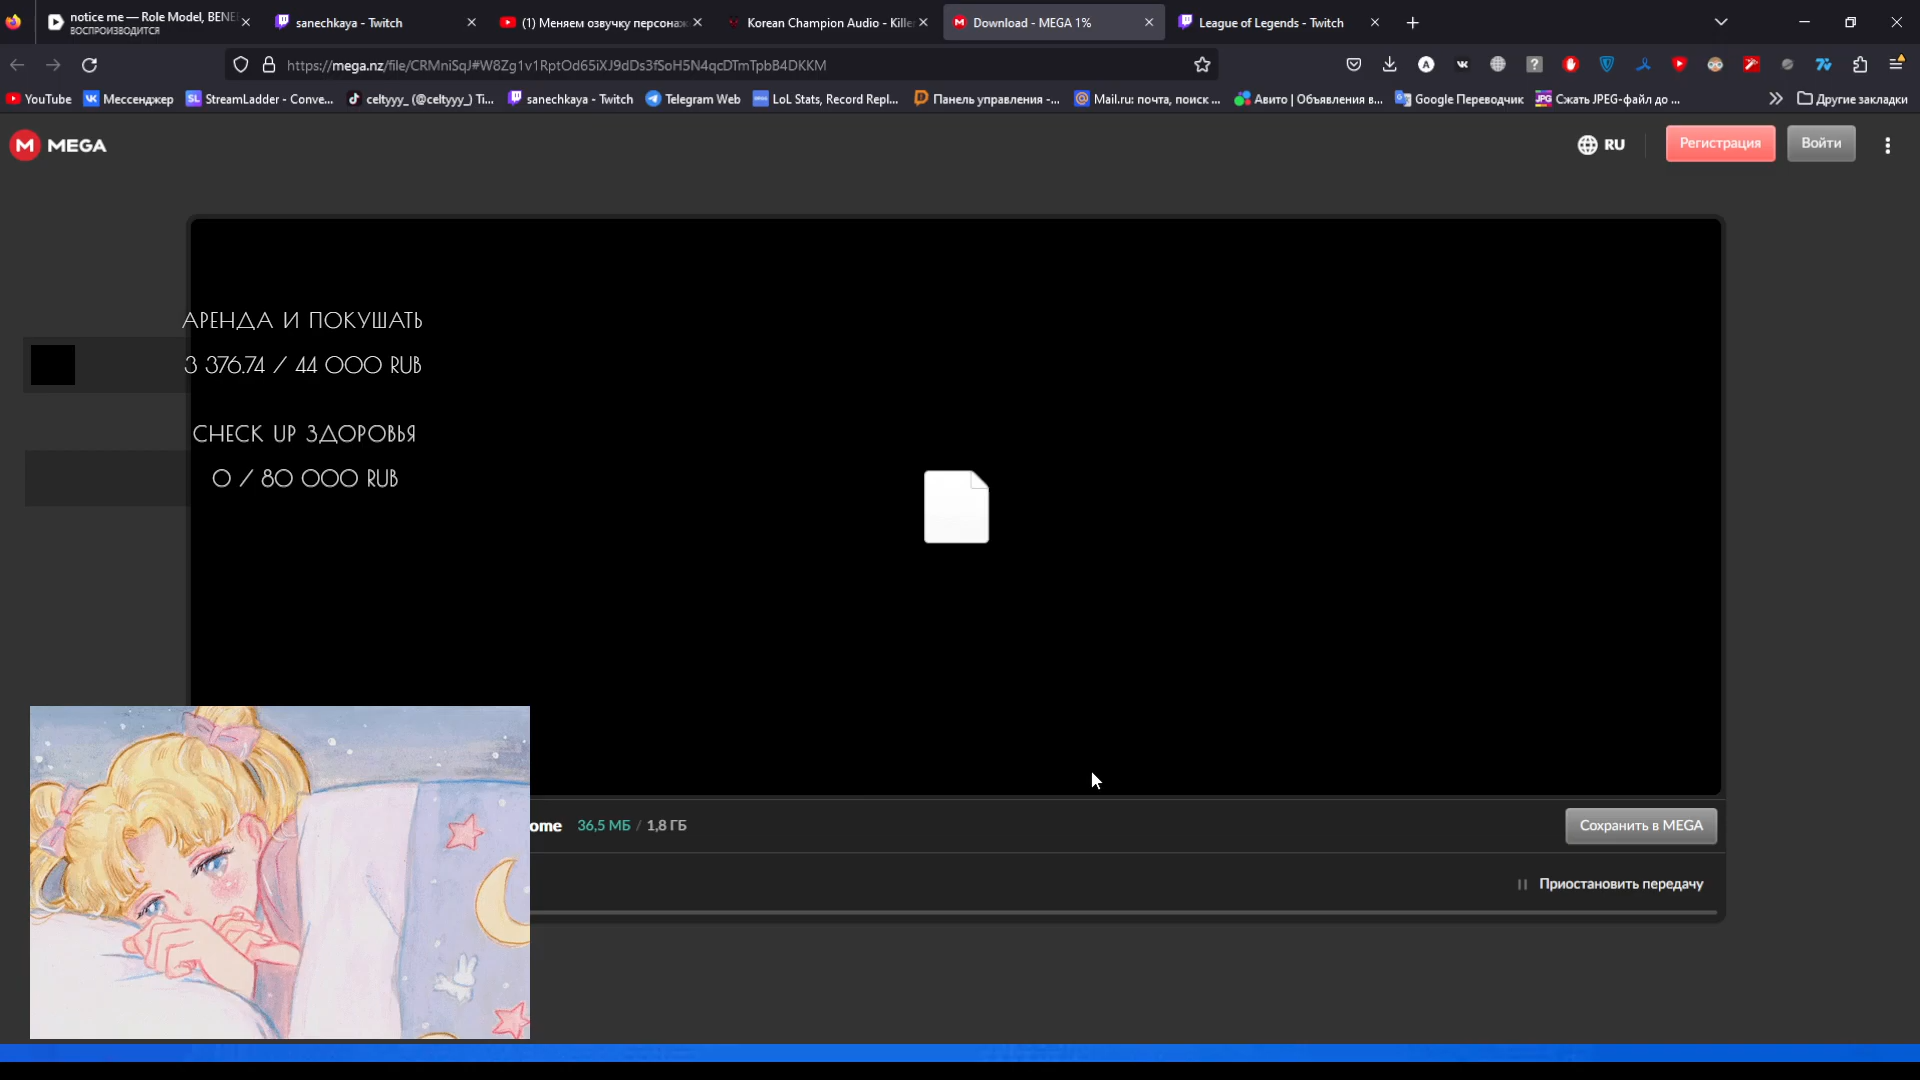 notice me — Role Model, BENE
ВОСПРОИЗВОДИТСЯ
sanechkaya - Twitch
(1) Меняем озвучку персонаж
Korean Champion Audio - Killer
Download - MEGA 1%
League of Legends - Twitch
https://mega.nz/file/CRMniSqJ#W8Zg1v1RptOd65iXJ9dDs3fSoH5N4qcDTmTpbB4DKKM
YouTube
Мессенджер
StreamLadder - Conve...
celtyyy_ (@celtyyy_) Ti...
sanechkaya - Twitch
Telegram Web
LoL Stats, Record Repl...
Панель управления -...
Mail.ru: почта, поиск ...
Авито | Объявления в...
Google Переводчик
Сжать JPEG-файл до ...
Другие закладки
MEGA
RU
Регистрация
Войти
АРЕНДА И ПОКУШАТЬ
3 376.74 / 44 000 RUB
CHECK UP ЗДОРОВЬЯ
0 / 80 000 RUB
ome 36,5 МБ / 1,8 ГБ
Сохранить в MEGA
Приостановить передачу